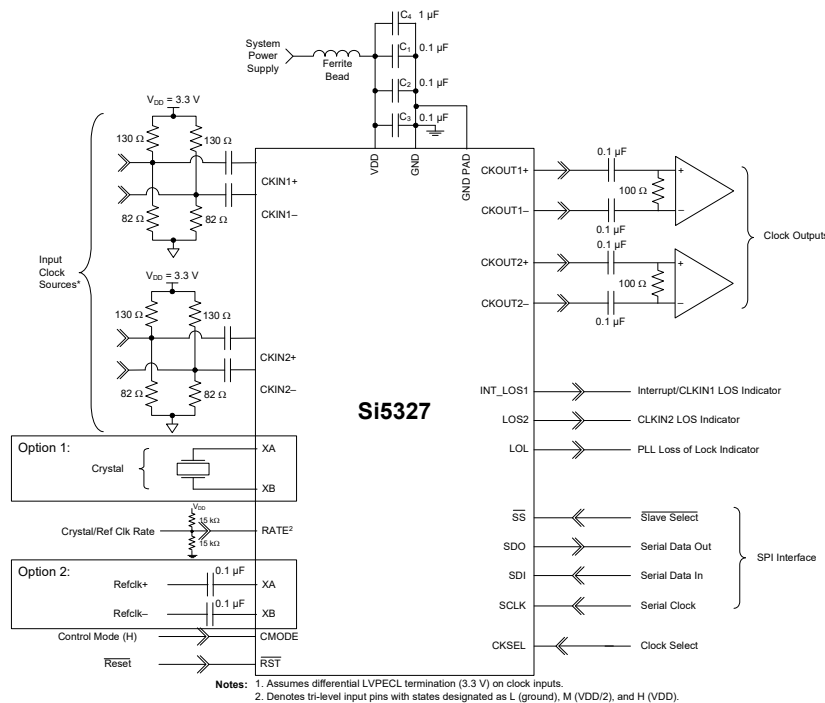 C4 1 µF
System
Power
Supply
Ferrite
Bead
C1 0.1 µF
C2 0.1 µF
C3 0.1 µF
VDD = 3.3 V
130 Ω
130 Ω
82 Ω
82 Ω
CKIN1+
CKIN1–
VDD
GND
GND PAD
Input
Clock
Sources*
VDD = 3.3 V
130 Ω
130 Ω
82 Ω
82 Ω
CKIN2+
CKIN2–
Si5327
CKOUT1+
CKOUT1–
0.1 µF
100 Ω
+
–
0.1 µF
CKOUT2+
CKOUT2–
0.1 µF
100 Ω
+
–
0.1 µF
Clock Outputs
INT_LOS1
Interrupt/CLKIN1 LOS Indicator
LOS2
CLKIN2 LOS Indicator
LOL
PLL Loss of Lock Indicator
Option 1:
Crystal
XA
XB
VDD
15 kΩ
15 kΩ
Crystal/Ref Clk Rate
RATE2
SS
Slave Select
SDO
Serial Data Out
SDI
Serial Data In
SCLK
Serial Clock
SPI Interface
Option 2:
Refclk+
0.1 µF
XA
Refclk–
0.1 µF
XB
Control Mode (H)
CMODE
CKSEL
Clock Select
Reset
RST
Notes: 1. Assumes differential LVPECL termination (3.3 V) on clock inputs.
2. Denotes tri-level input pins with states designated as L (ground), M (VDD/2), and H (VDD).